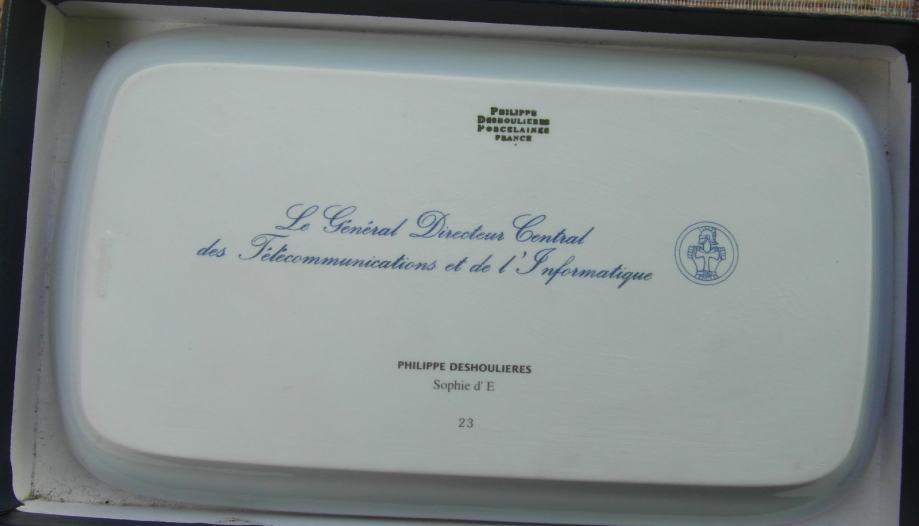 PHILIPPE
DESHOULIERES
PORCELAINES
FRANCE
Le Général Directeur Central
des Télécommunications et de l'Informatique
PHILIPPE DESHOULIERES
Sophie d' E
23